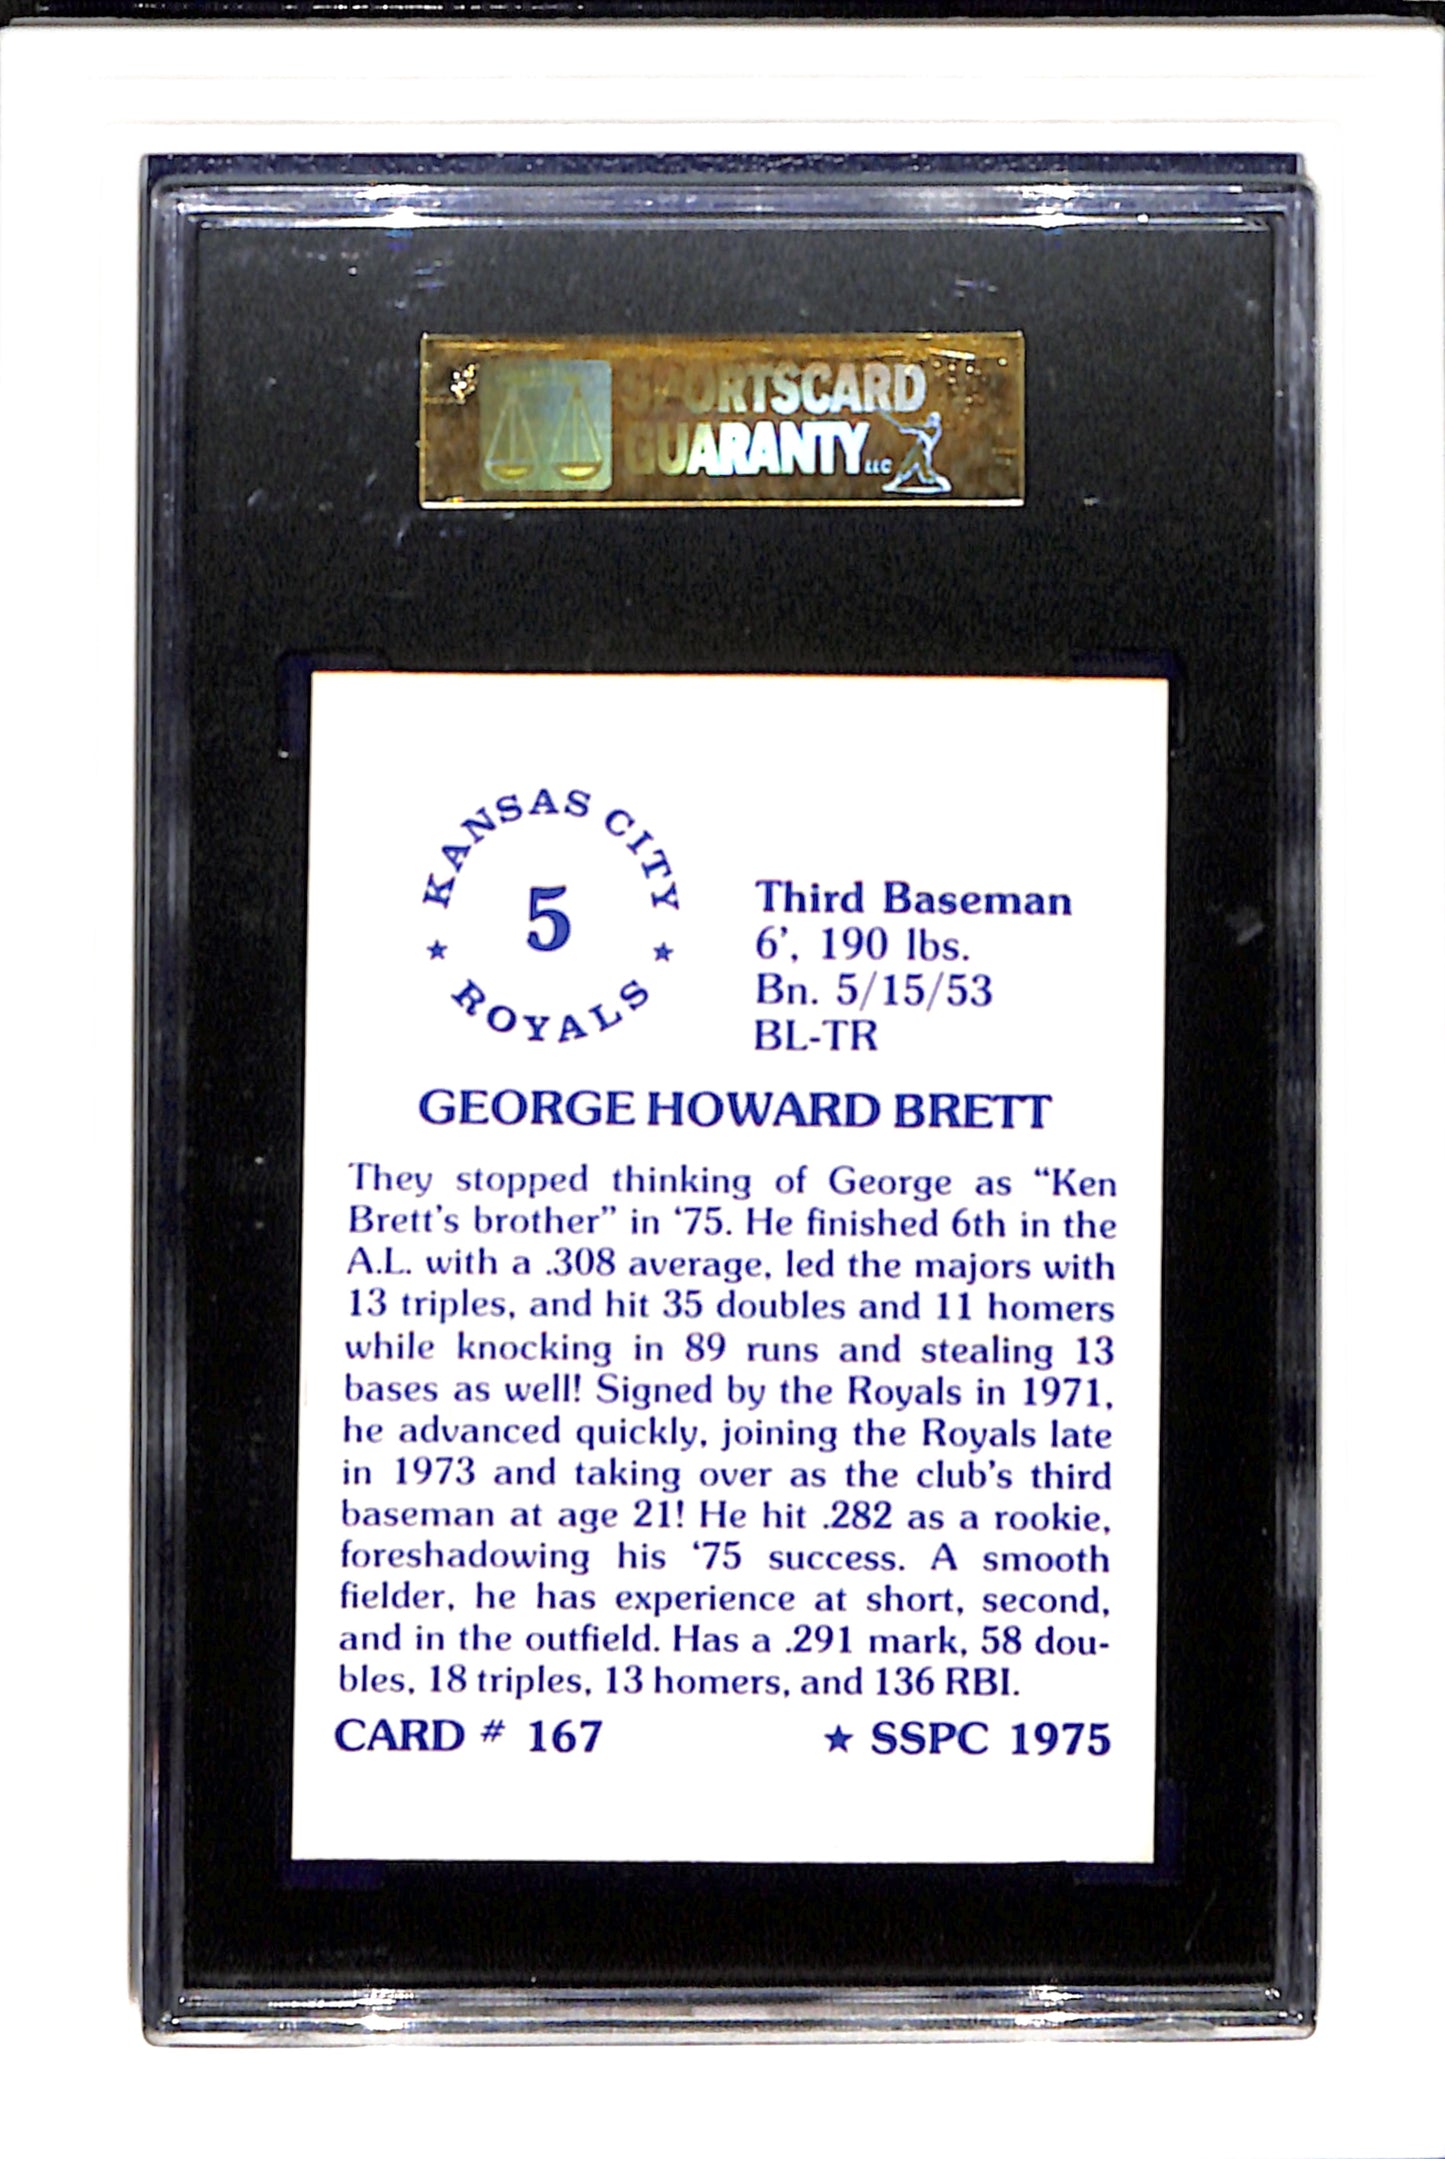 SPORTSCARD
GUARANTY LLC
KANSAS CITY
5
★ ROYALS ★
Third Baseman
6', 190 lbs.
Bn. 5/15/53
BL-TR
GEORGE HOWARD BRETT
They stopped thinking of George as “Ken
Brett's brother” in ‘75. He finished 6th in the
A.L. with a .308 average, led the majors with
13 triples, and hit 35 doubles and 11 homers
while knocking in 89 runs and stealing 13
bases as well! Signed by the Royals in 1971,
he advanced quickly, joining the Royals late
in 1973 and taking over as the club's third
baseman at age 21! He hit .282 as a rookie,
foreshadowing his ‘75 success. A smooth
fielder, he has experience at short, second,
and in the outfield. Has a .291 mark, 58 dou-
bles, 18 triples, 13 homers, and 136 RBI.
CARD # 167 ★ SSPC 1975